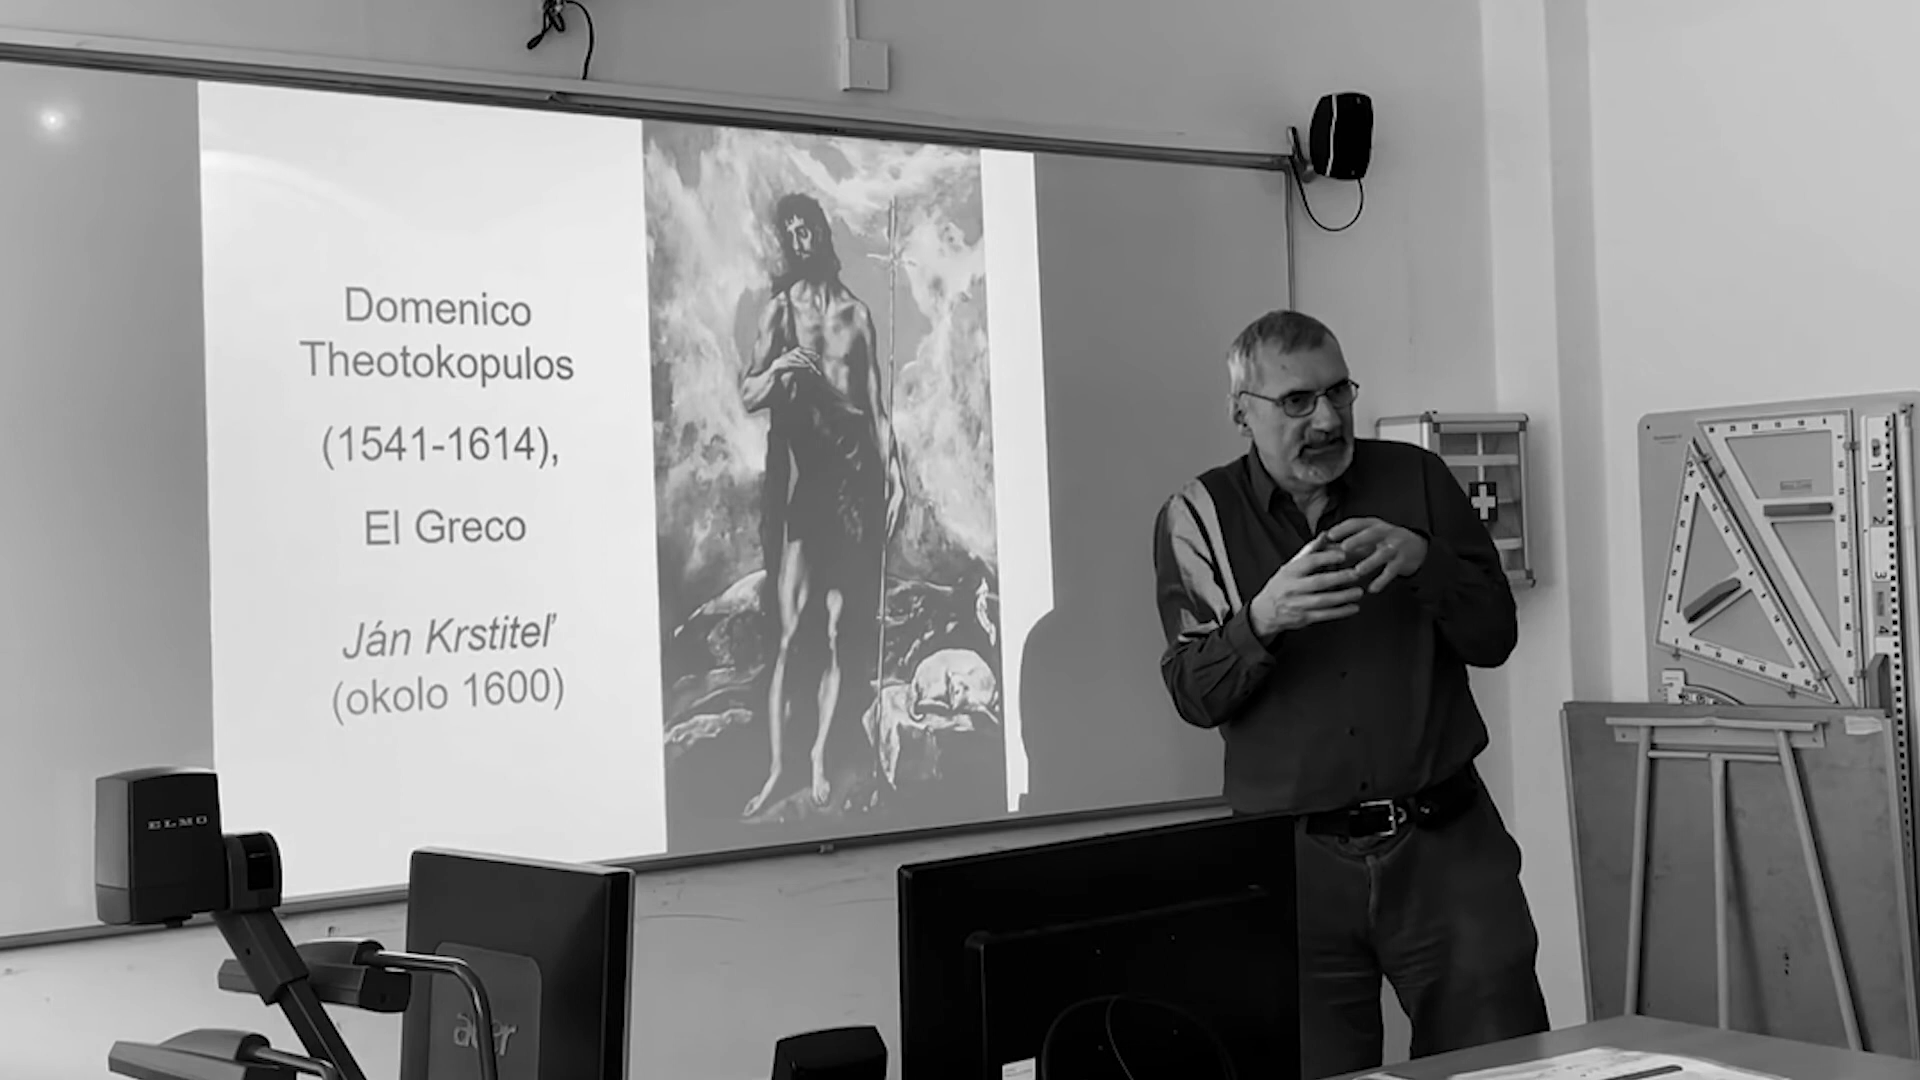 Domenico
Theotokopulos
(1541-1614),
El Greco
Ján Krstiteľ
(okolo 1600)
ELMO
acer